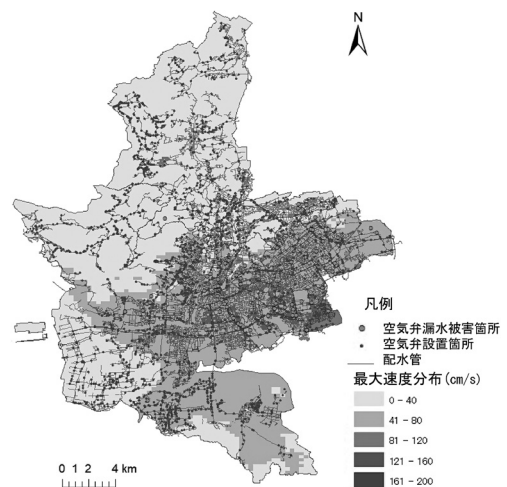 N
凡例
空気弁漏水被害箇所
空気弁設置箇所
配水管
最大速度分布(cm/s)
0 - 40
41 - 80
81 - 120
121 - 160
161 - 200
0 1 2 4 km